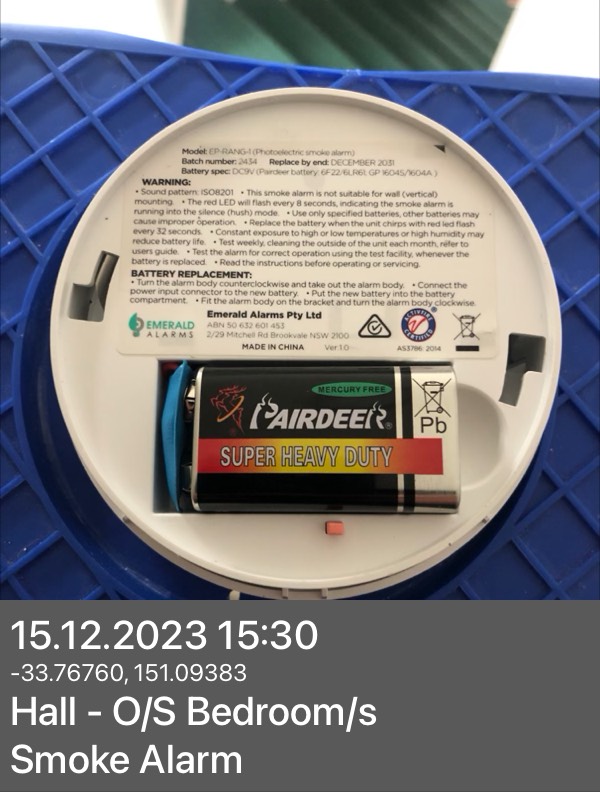 Model: EP-RANG-1 (Photoelectric smoke alarm)
Batch number: 2434 Replace by end: DECEMBER 2031
Battery spec: DC9V (Pairdeer battery: 6F22/6LR61, GP 1604S/1604A )
WARNING:
• Sound pattern: ISO8201 • This smoke alarm is not suitable for wall (vertical)
mounting. • The red LED will flash every 8 seconds, indicating the smoke alarm is
running into the silence (hush) mode. • Use only specified batteries, other batteries may
cause improper operation. • Replace the battery when the unit chirps with red led flash
every 32 seconds. • Constant exposure to high or low temperatures or high humidity may
reduce battery life. • Test weekly, cleaning the outside of the unit each month, refer to
users guide. • Test the alarm for correct operation using the test facility, whenever the
battery is replaced. • Read the instructions before operating or servicing.
BATTERY REPLACEMENT:
• Turn the alarm body counterclockwise and take out the alarm body. • Connect the
power input connector to the new battery. • Put the new battery into the battery
compartment. • Fit the alarm body on the bracket and turn the alarm body clockwise.
EMERALD
ALARMS
Emerald Alarms Pty Ltd
ABN 50 632 601 453
2/29 Mitchell Rd Brookvale NSW 2100
MADE IN CHINA Ver:1.0
ACTIVFIRE
CERTIFIED
AS3786: 2014
MERCURY FREE
PAIRDEER®
SUPER HEAVY DUTY
Pb
15.12.2023 15:30
-33.76760, 151.09383
Hall - O/S Bedroom/s
Smoke Alarm